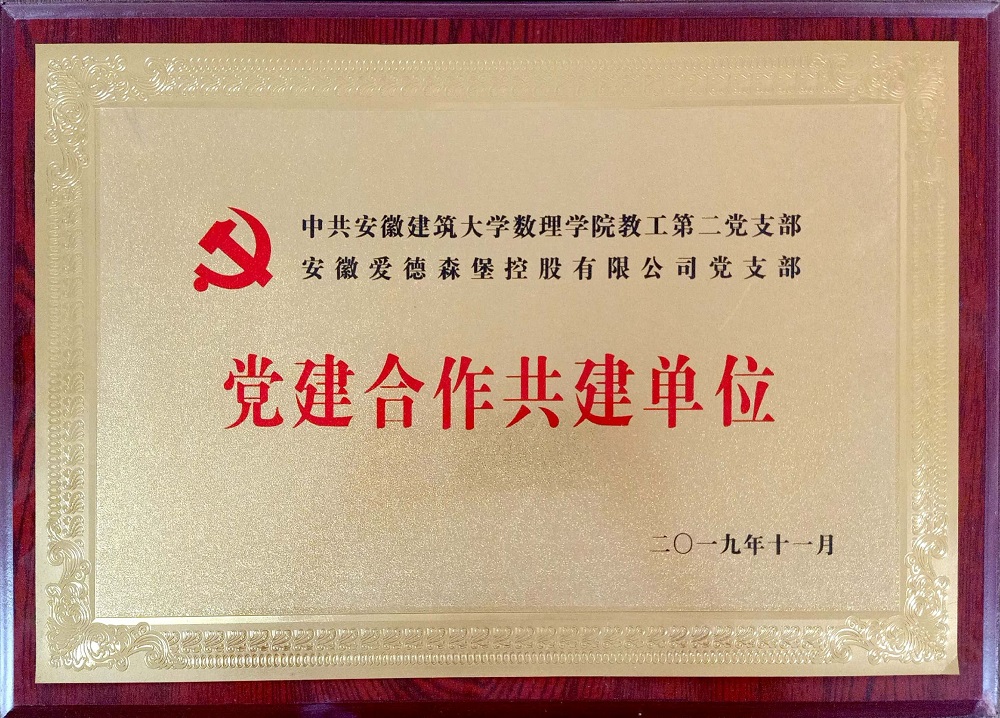 中共安徽建筑大学数理学院教工第二党支部
安徽爱德森堡控股有限公司党支部
党建合作共建单位
二〇一九年十一月